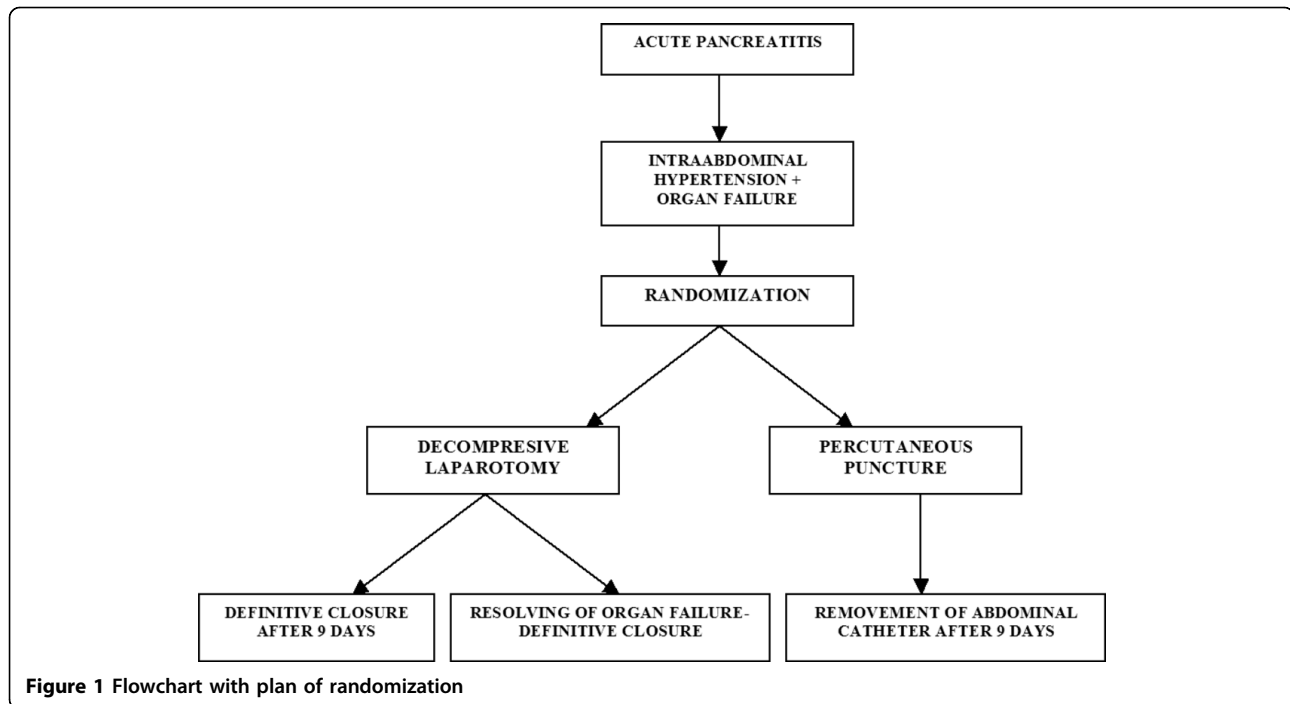 ACUTE PANCREATITIS
INTRAABDOMINAL
HYPERTENSION +
ORGAN FAILURE
RANDOMIZATION
DECOMPRESIVE
LAPAROTOMY
PERCUTANEOUS
PUNCTURE
DEFINITIVE CLOSURE
AFTER 9 DAYS
RESOLVING OF ORGAN FAILURE-
DEFINITIVE CLOSURE
REMOVEMENT OF ABDOMINAL
CATHETER AFTER 9 DAYS
Figure 1 Flowchart with plan of randomization